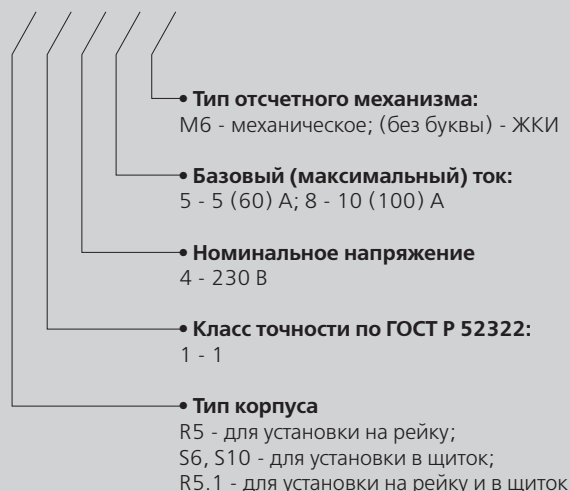 Тип отсчетного механизма:
М6 - механическое; (без буквы) - ЖКИ
Базовый (максимальный) ток:
5 - 5 (60) А; 8 - 10 (100) А
Номинальное напряжение
4 - 230 В
Класс точности по ГОСТ Р 52322:
1 - 1
Тип корпуса
R5 - для установки на рейку;
S6, S10 - для установки в щиток;
R5.1 - для установки на рейку и в щиток